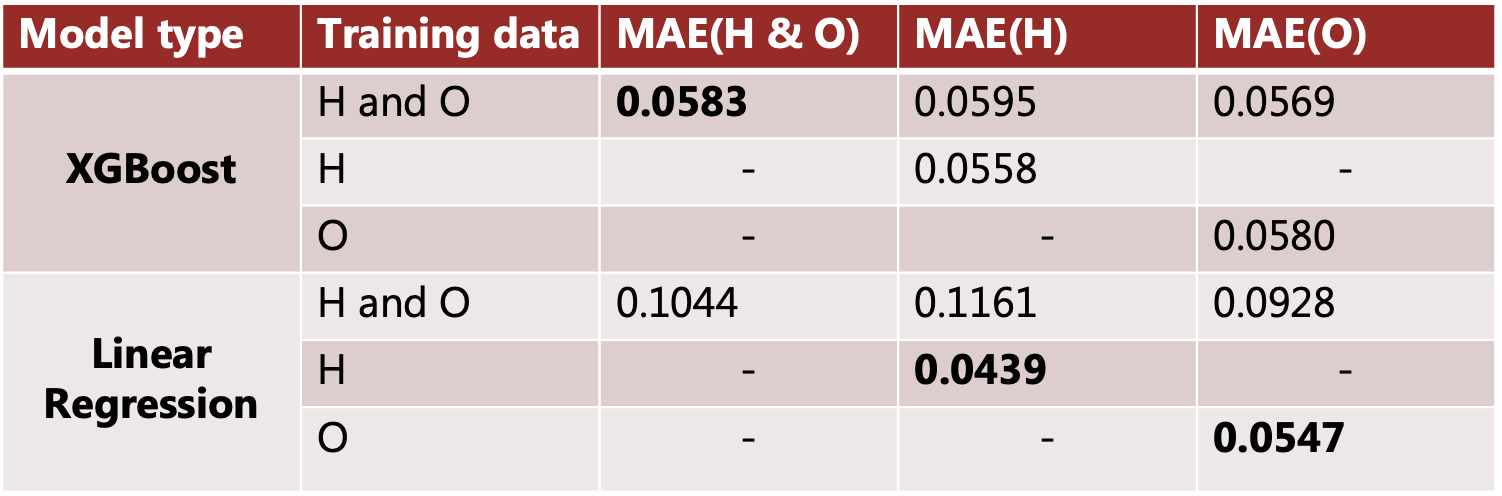 Model type Training data MAE(H & O) MAE(H) MAE(O)
XGBoost H and O 0.0583 0.0595 0.0569
H - 0.0558 -
O - - 0.0580
Linear Regression H and O 0.1044 0.1161 0.0928
H - 0.0439 -
O - - 0.0547